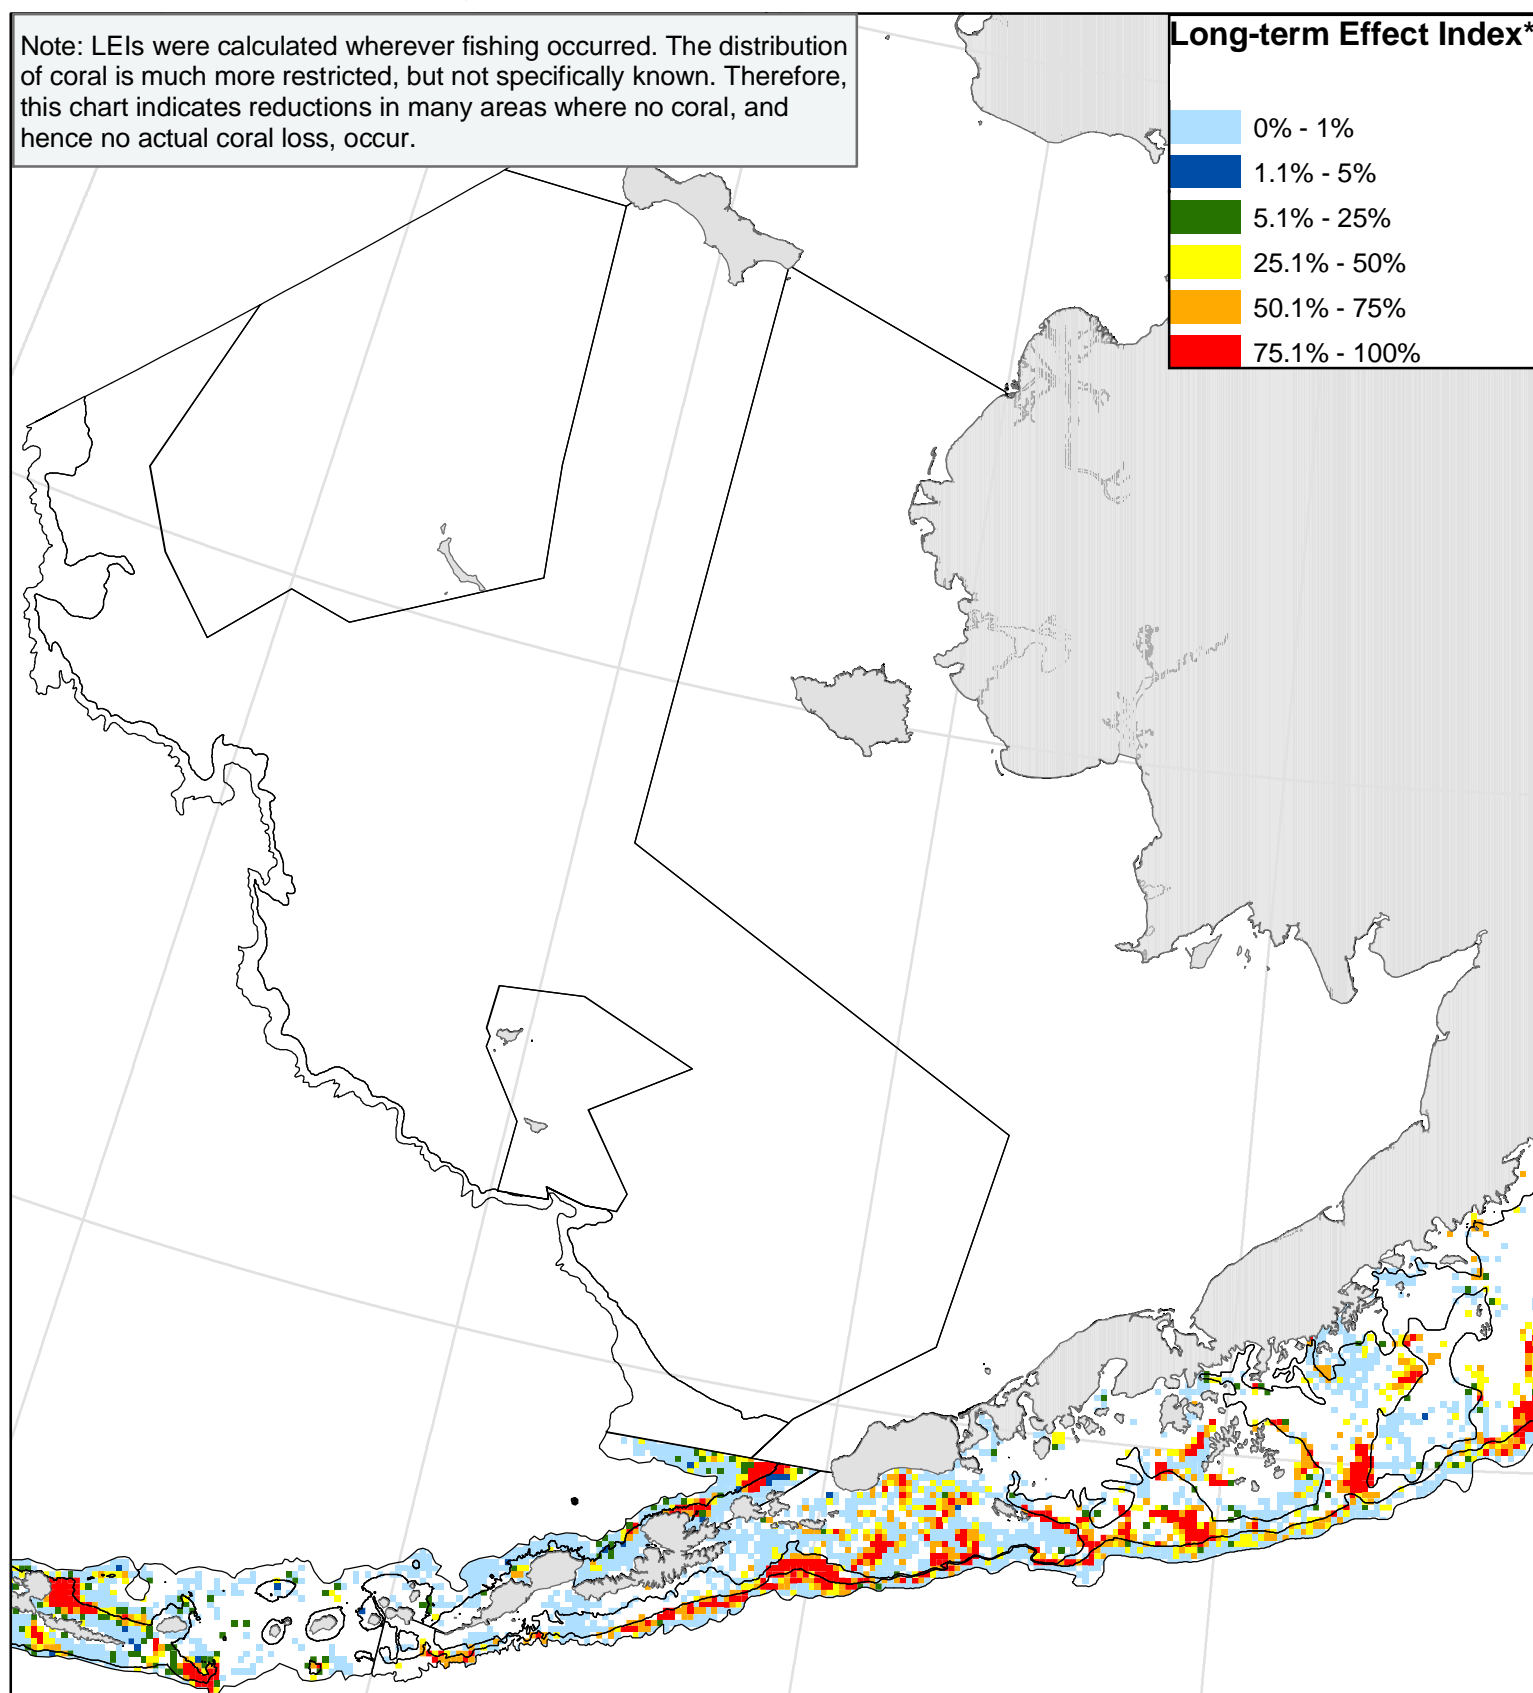 Note: LEIs were calculated wherever fishing occurred. The distribution
of coral is much more restricted, but not specifically known. Therefore,
this chart indicates reductions in many areas where no coral, and
hence no actual coral loss, occur.
Long-term Effect Index*
0% - 1%
1.1% - 5%
5.1% - 25%
25.1% - 50%
50.1% - 75%
75.1% - 100%